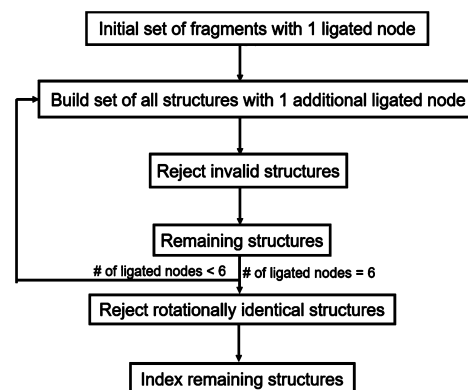 Initial set of fragments with 1 ligated node
Build set of all structures with 1 additional ligated node
Reject invalid structures
Remaining structures
# of ligated nodes < 6
# of ligated nodes = 6
Reject rotationally identical structures
Index remaining structures